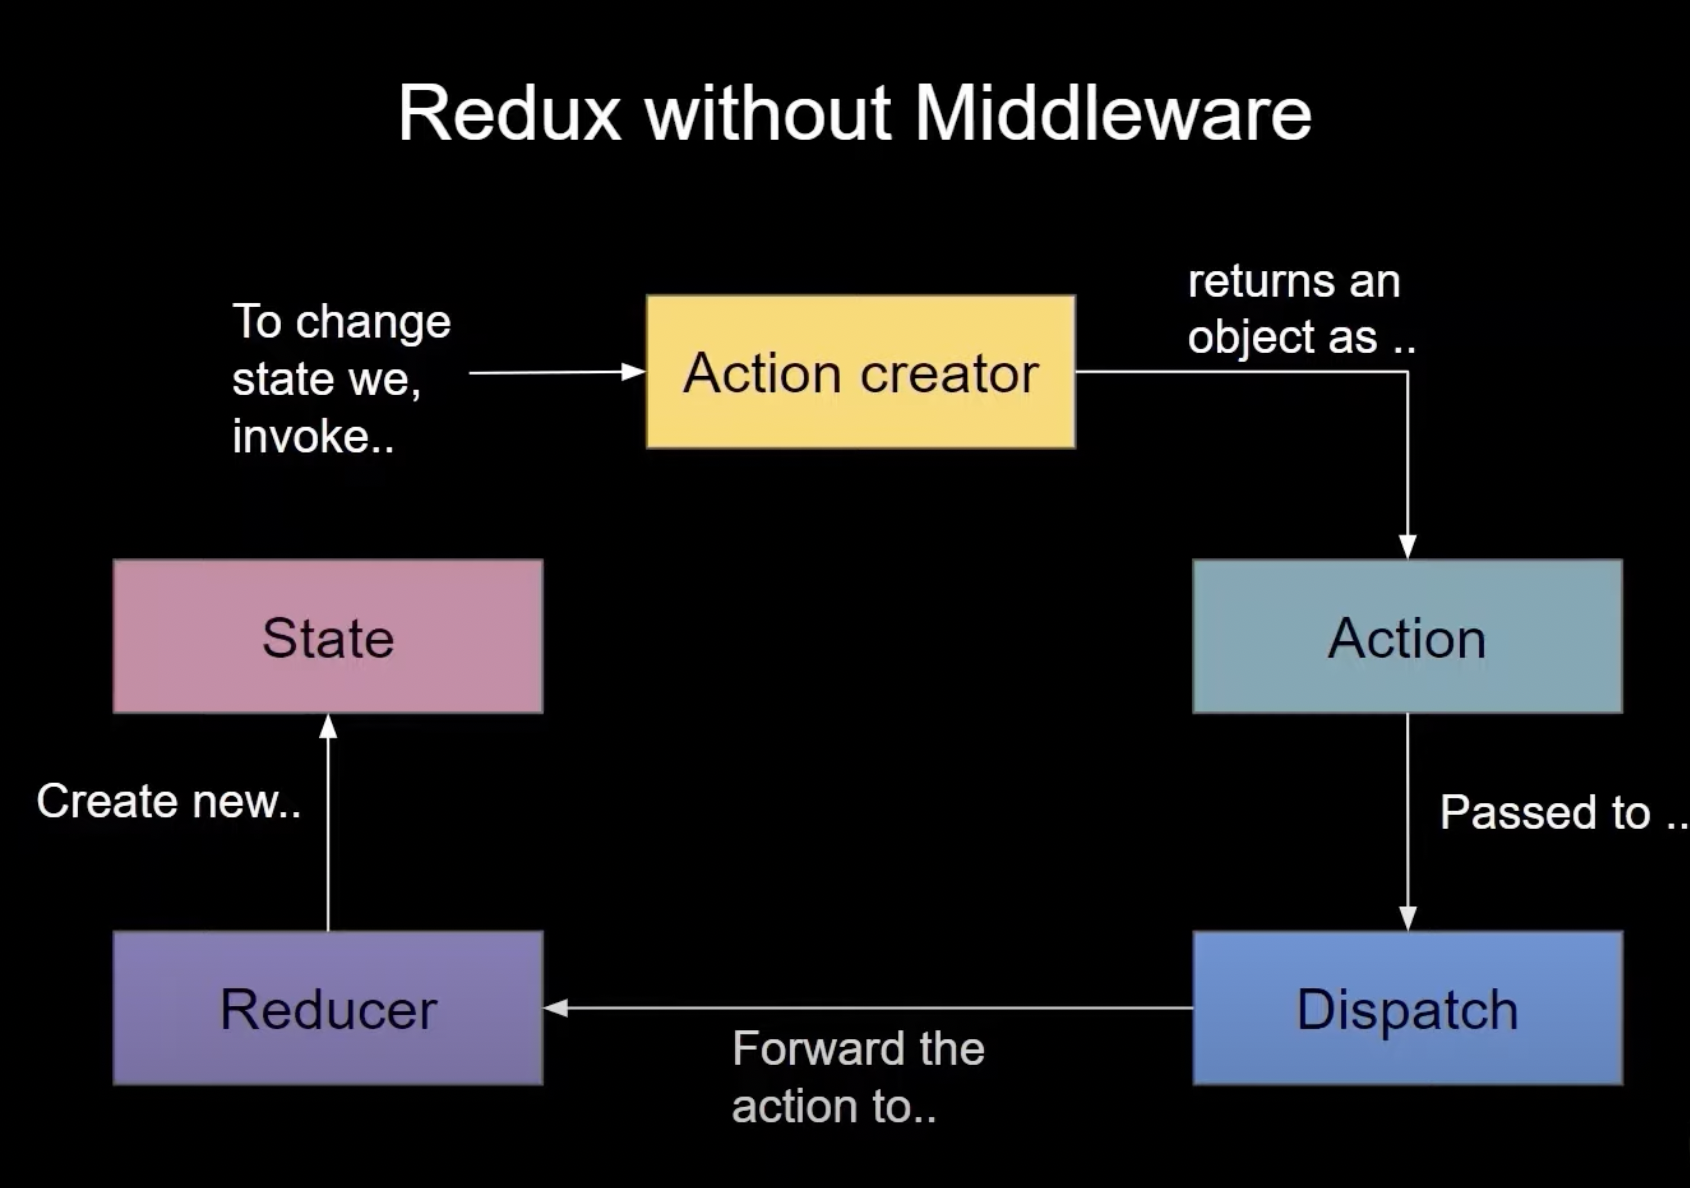 Redux without Middleware
To change
state we,
invoke..
Action creator
returns an
object as ..
State
Action
Create new..
Passed to ..
Reducer
Dispatch
Forward the
action to..